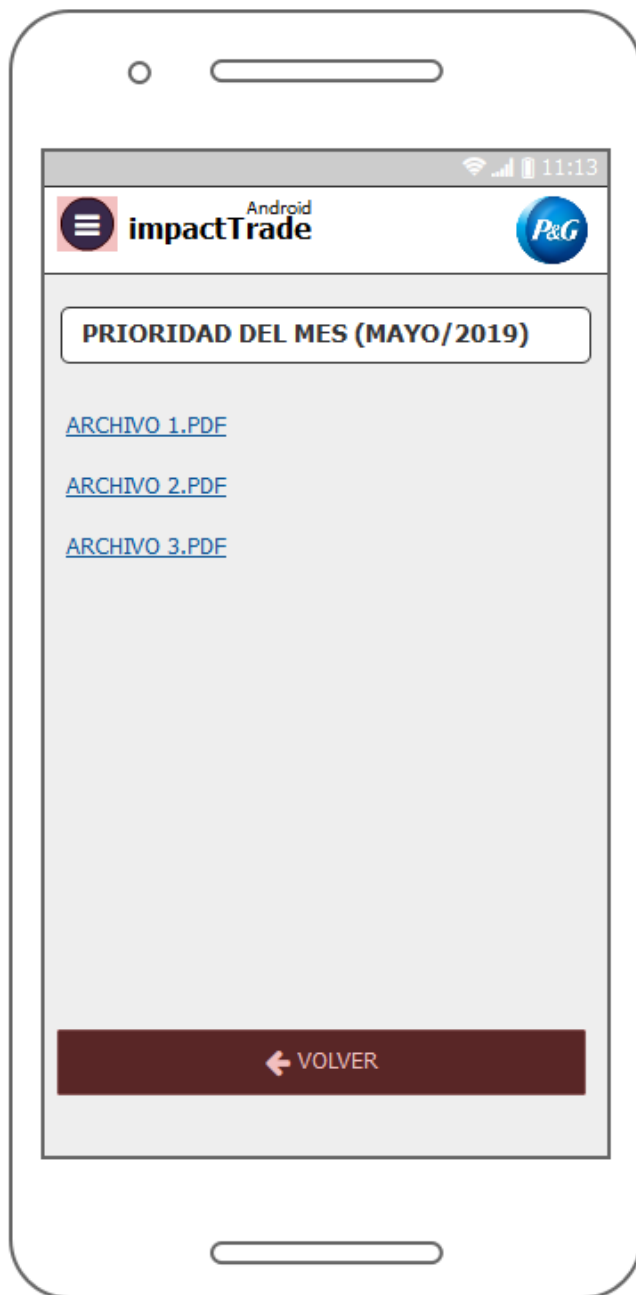 11:13
Android
impactTrade
P&G
PRIORIDAD DEL MES (MAYO/2019)
ARCHIVO 1.PDF
ARCHIVO 2.PDF
ARCHIVO 3.PDF
VOLVER